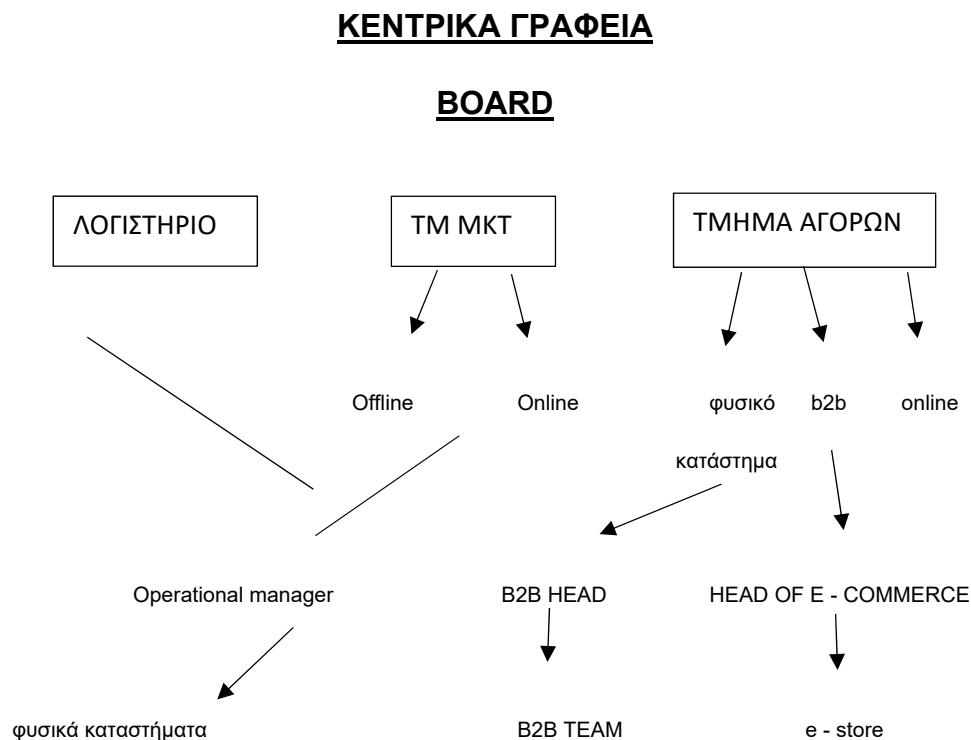 ΚΕΝΤΡΙΚΑ ΓΡΑΦΕΙΑ
BOARD
ΛΟΓΙΣΤΗΡΙΟ
ΤΜ ΜΚΤ
ΤΜΗΜΑ ΑΓΟΡΩΝ
Offline
Online
φυσικό
b2b
online
κατάστημα
Operational manager
B2B HEAD
HEAD OF E - COMMERCE
φυσικά καταστήματα
B2B TEAM
e - store